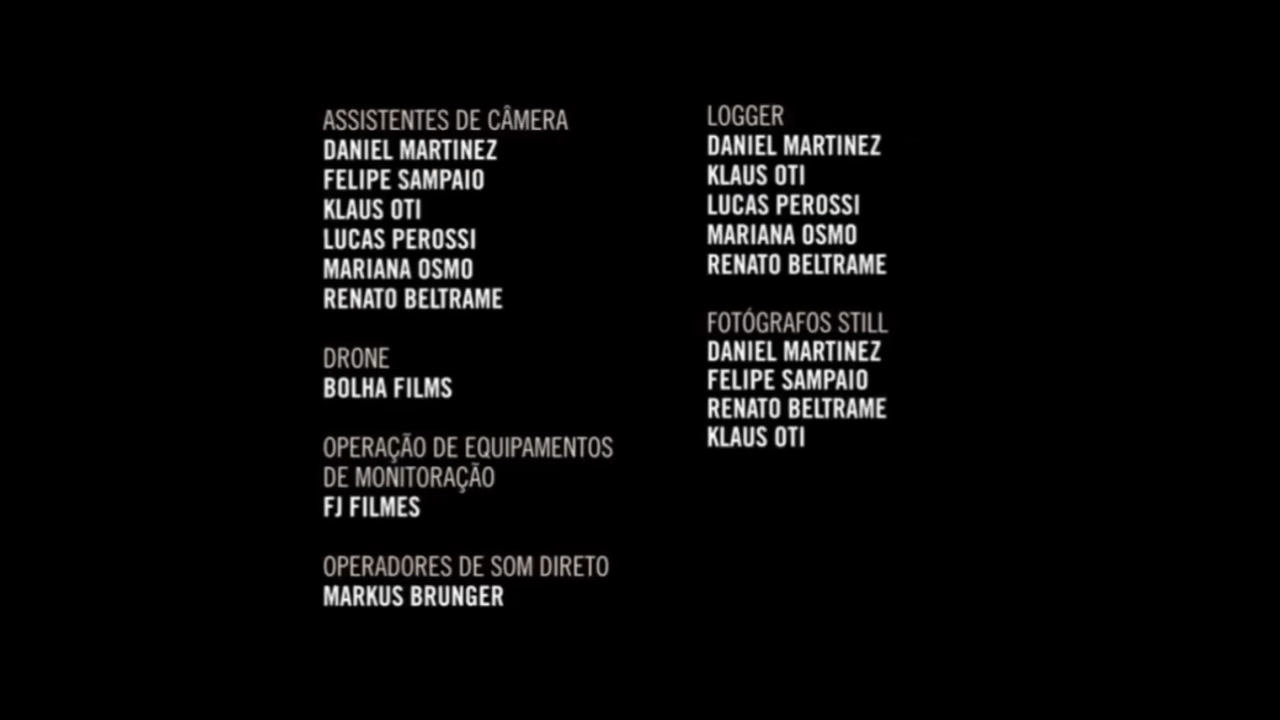 ASSISTENTES DE CÂMERA
DANIEL MARTINEZ
FELIPE SAMPAIO
KLAUS OTI
LUCAS PEROSSI
MARIANA OSMO
RENATO BELTRAME
DRONE
BOLHA FILMS
OPERAÇÃO DE EQUIPAMENTOS
DE MONITORAÇÃO
FJ FILMES
OPERADORES DE SOM DIRETO
MARKUS BRUNGER
LOGGER
DANIEL MARTINEZ
KLAUS OTI
LUCAS PEROSSI
MARIANA OSMO
RENATO BELTRAME
FOTÓGRAFOS STILL
DANIEL MARTINEZ
FELIPE SAMPAIO
RENATO BELTRAME
KLAUS OTI